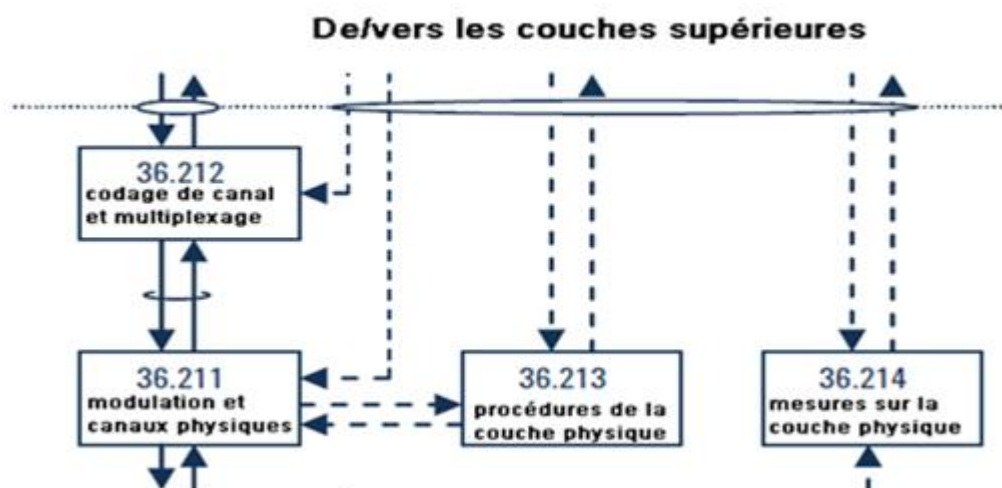 De/vers les couches supérieures
36.212
codage de canal
et multiplexage
36.211
modulation et
canaux physiques
36.213
procédures de la
couche physique
36.214
mesures sur la
couche physique